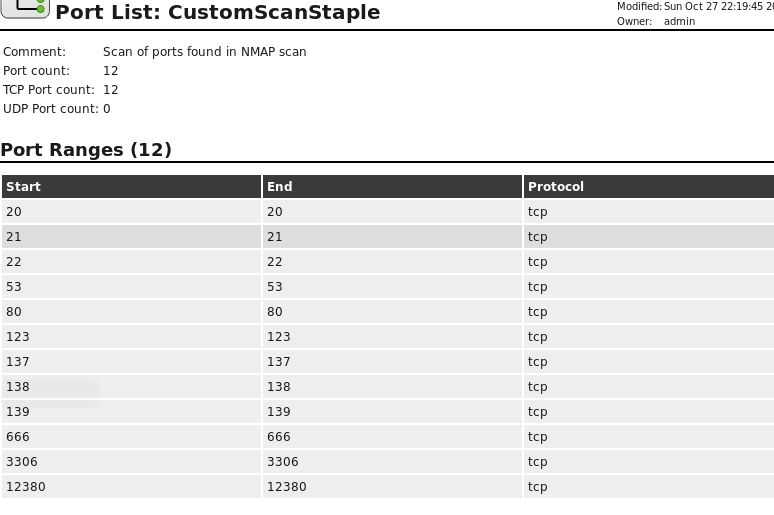 Port List: CustomScanStaple
Modified: Sun Oct 27 22:19:45
Owner: admin
Comment: Scan of ports found in NMAP scan
Port count: 12
TCP Port count: 12
UDP Port count: 0
Port Ranges (12)
Start End Protocol
20 20 tcp
21 21 tcp
22 22 tcp
53 53 tcp
80 80 tcp
123 123 tcp
137 137 tcp
138 138 tcp
139 139 tcp
666 666 tcp
3306 3306 tcp
12380 12380 tcp